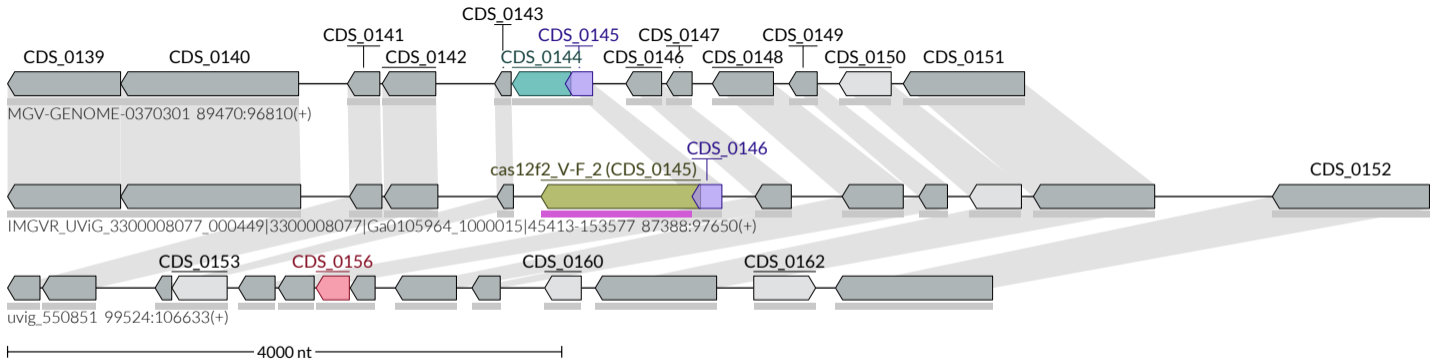 CDS_0143
CDS_0141 CDS_0145 CDS_0147 CDS_0149
CDS_0139 CDS_0140 CDS_0142 CDS_0144 CDS_0146 CDS_0148 CDS_0150 CDS_0151
MGV-GENOME-0370301 89470:96810(+)
CDS_0146
cas12f2_V-F_2 (CDS_0145) CDS_0152
IMGVR_UViG_3300008077_000449|3300008077|Ga0105964_1000015|45413-153577 87388:97650(+)
CDS_0153 CDS_0156 CDS_0160 CDS_0162
uvig_550851 99524:106633(+)
4000 nt